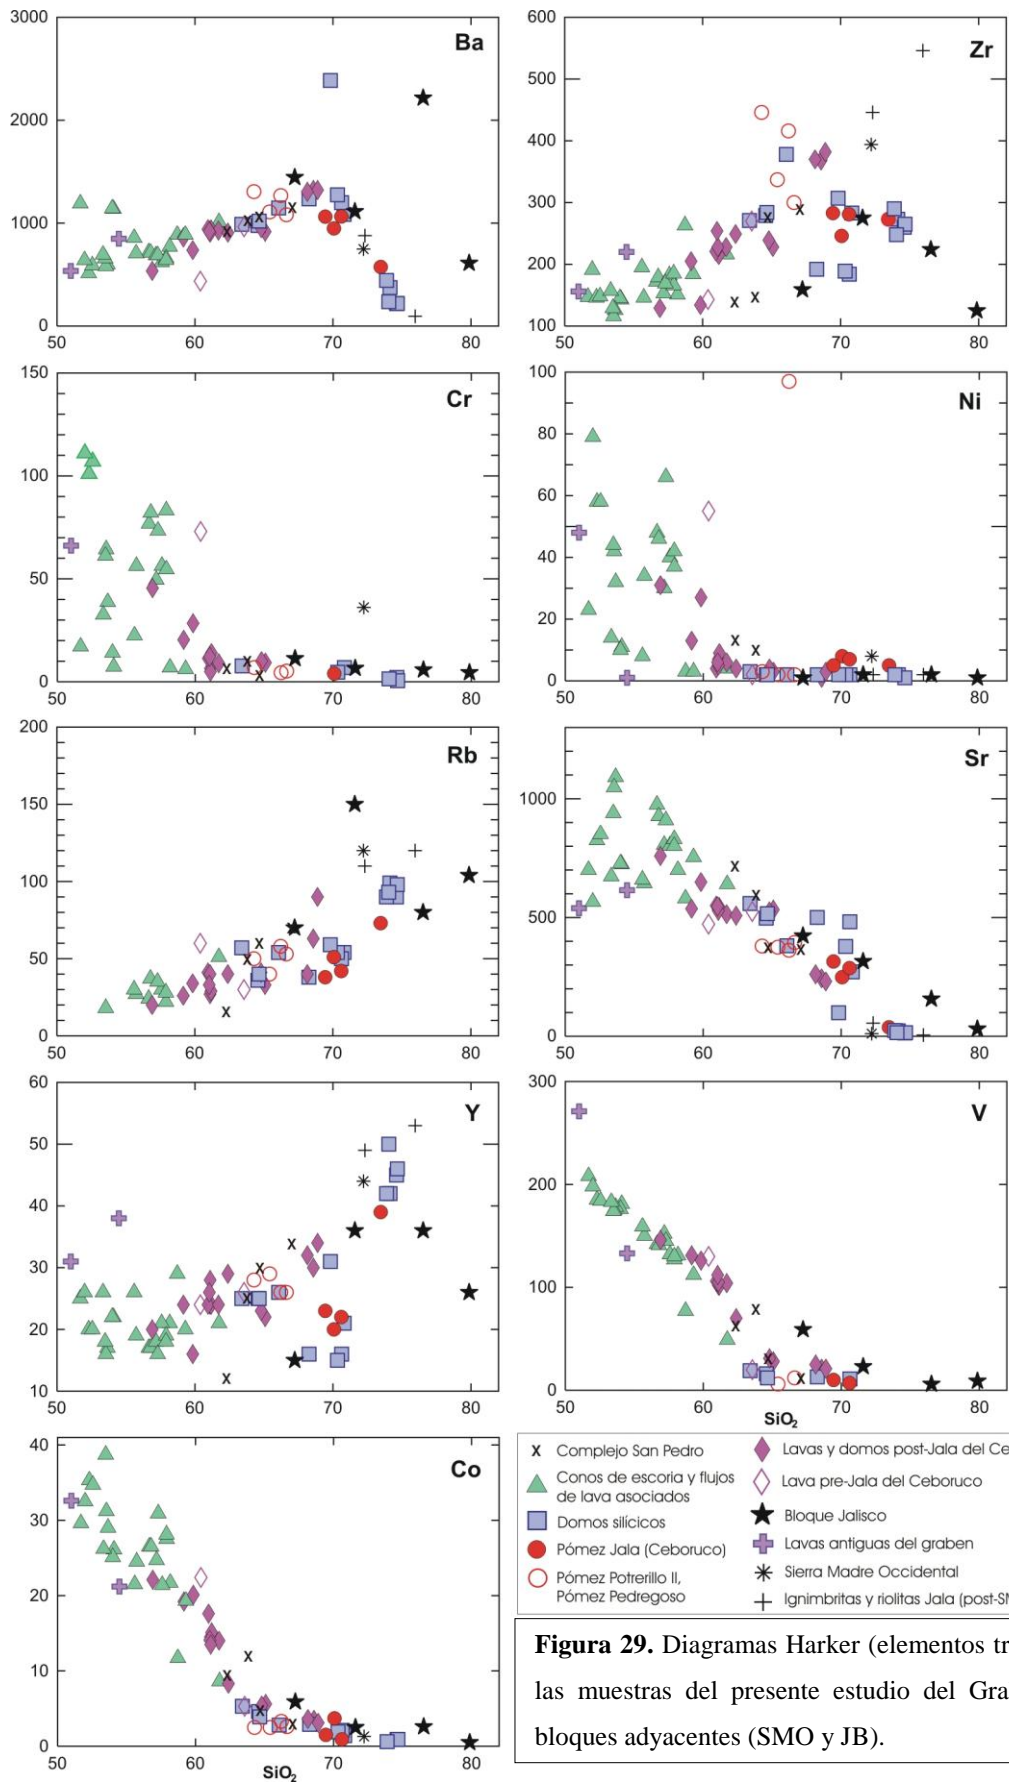 3000
2000
1000
0
50
60
70
80
Ba
600
500
400
300
200
100
50
60
70
80
Zr
150
100
50
0
50
60
70
80
Cr
100
80
60
40
20
0
50
60
70
80
Ni
200
150
100
50
0
50
60
70
80
Rb
1000
500
0
50
60
70
80
Sr
60
50
40
30
20
10
50
60
70
80
Y
300
200
100
0
50
60
70
80
V
SiO2
40
30
20
10
0
50
60
70
80
Co
SiO2
Complejo San Pedro
Conos de escoria y flujos
de lava asociados
Domos silícicos
Pómez Jala (Ceboruco)
Pómez Potrerillo II,
Pómez Pedregoso
Lavas y domos post-Jala del Ce
Lava pre-Jala del Ceboruco
Bloque Jalisco
Lavas antiguas del graben
Sierra Madre Occidental
Ignimbritas y riolitas Jala (post-SM
Figura 29. Diagramas Harker (elementos tr
las muestras del presente estudio del Gra
bloques adyacentes (SMO y JB).